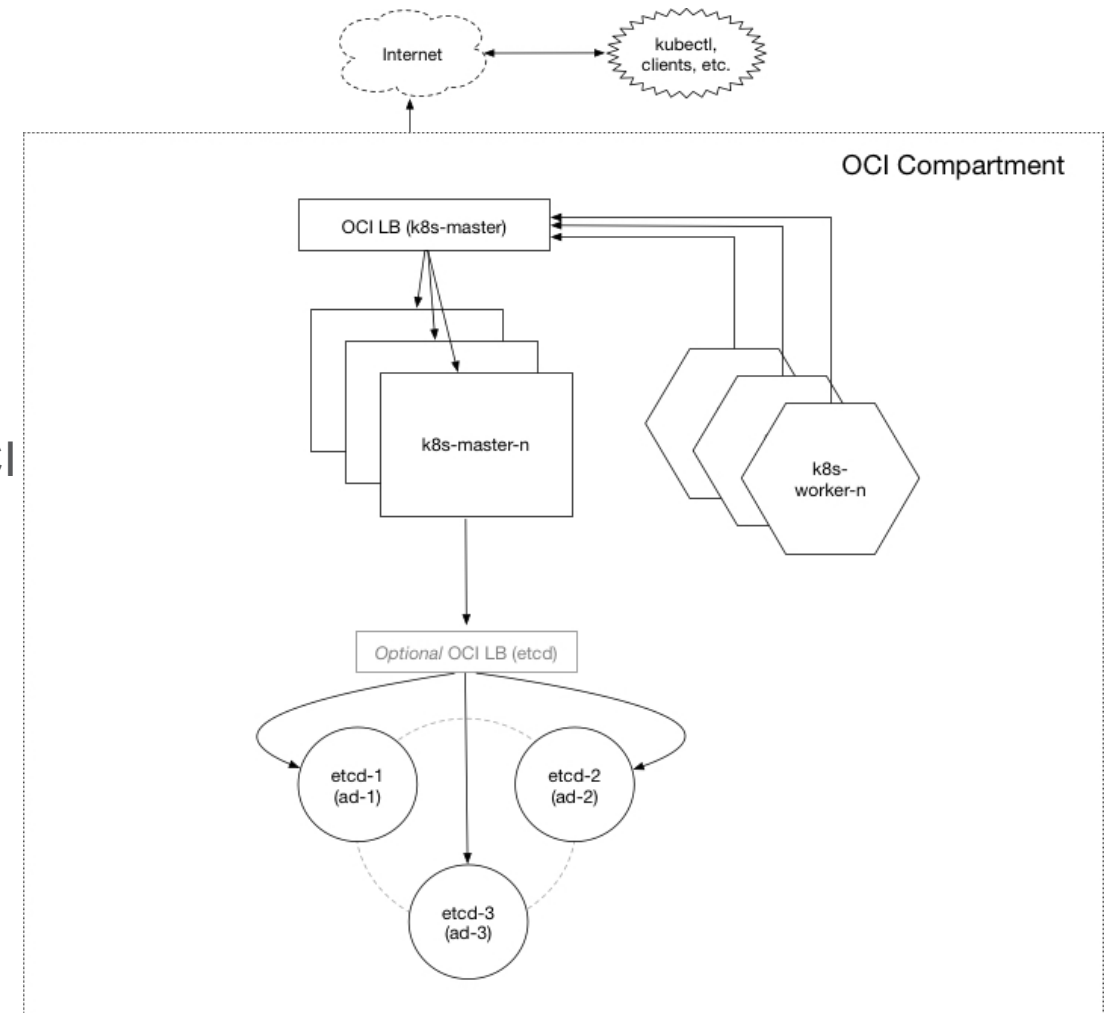 Internet
kubectl,
clients, etc.
OCI Compartment
OCI LB (k8s-master)
k8s-master-n
k8s-
worker-n
Optional OCI LB (etcd)
etcd-1
(ad-1)
etcd-2
(ad-2)
etcd-3
(ad-3)